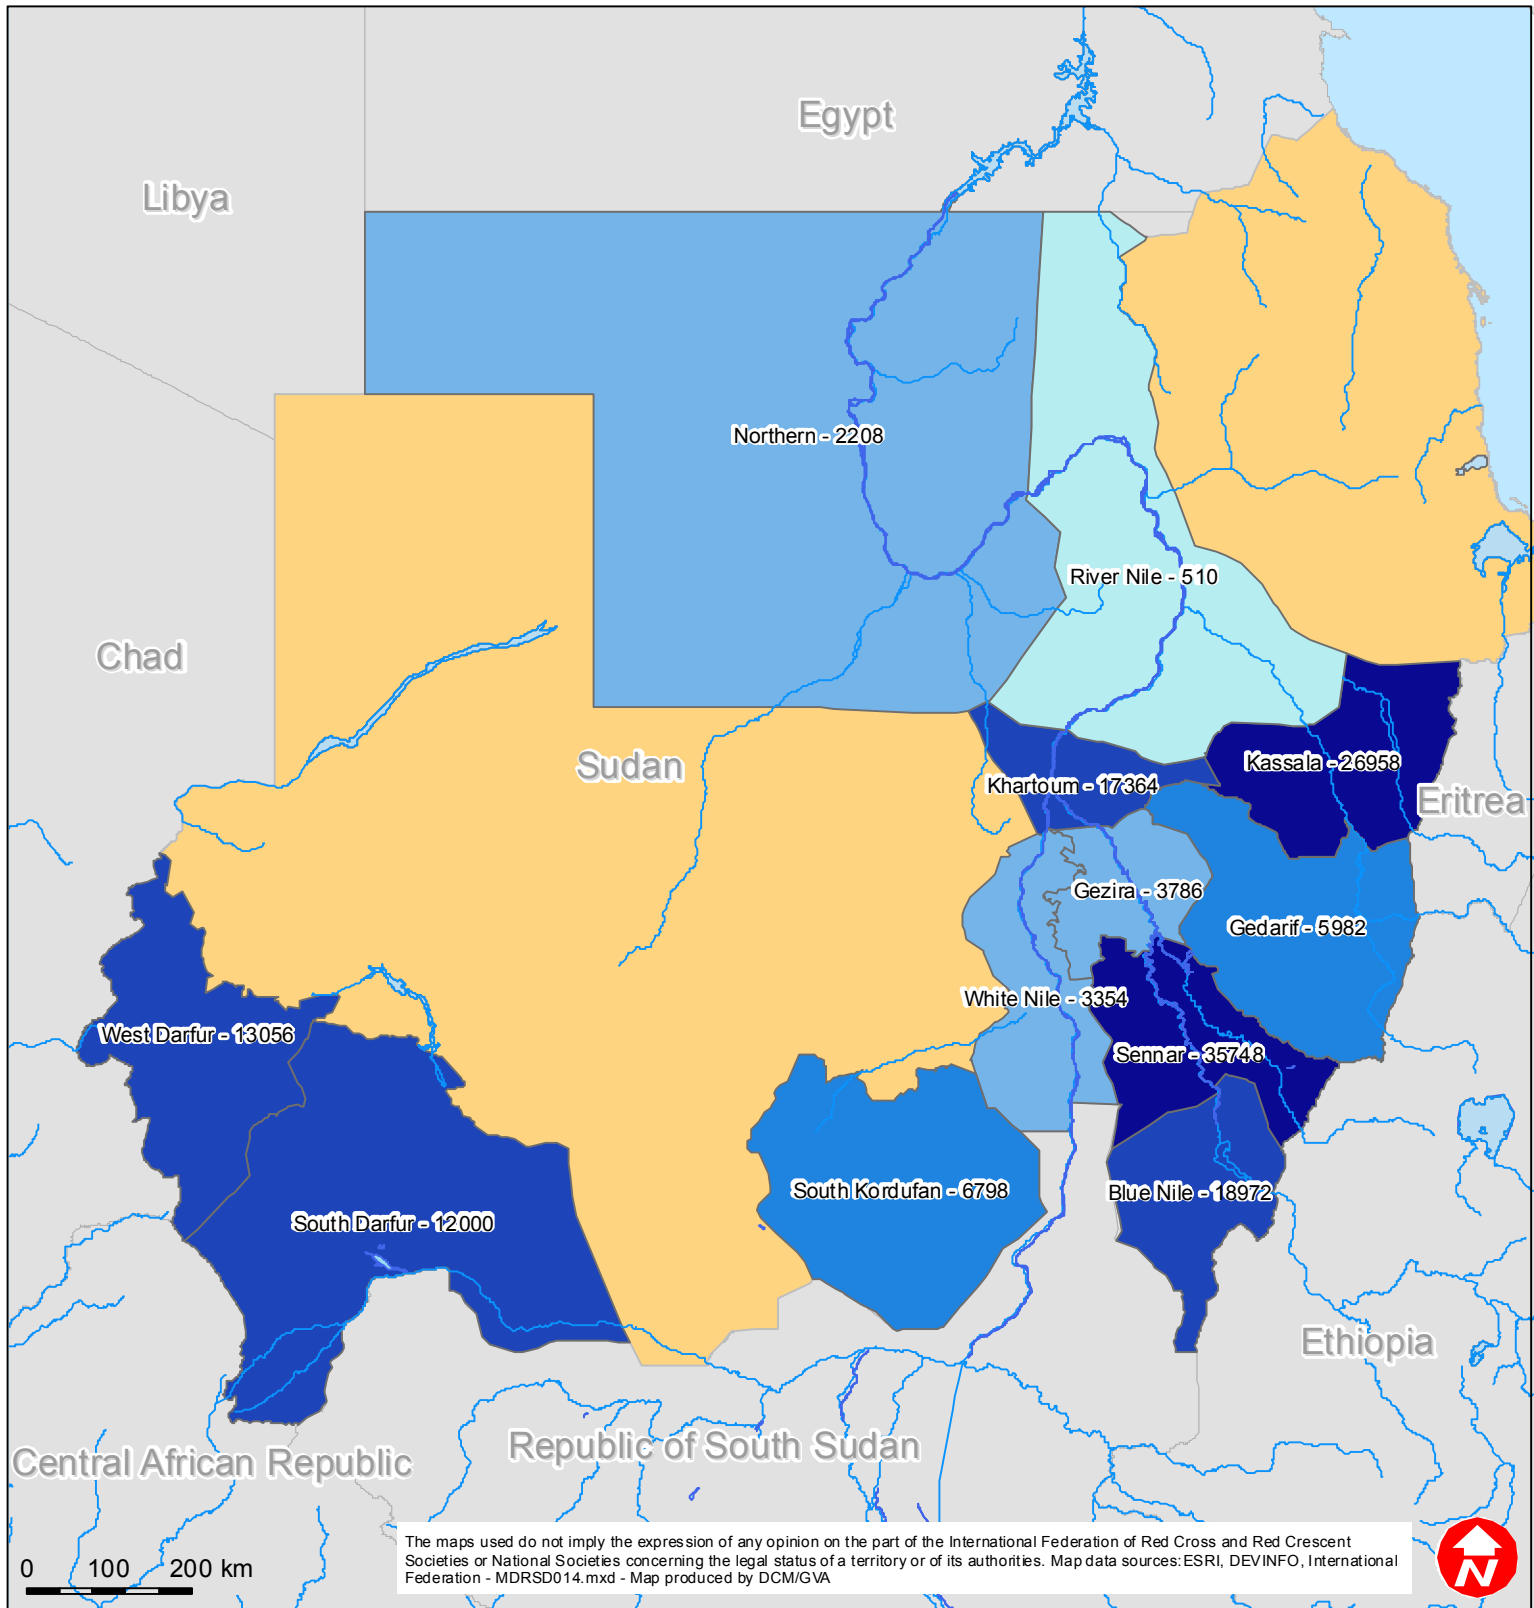 Egypt
Libya
Northern - 2208
River Nile - 510
Chad
Sudan
Kassala - 26958
Khartoum - 17364
Eritrea
Gezira - 3786
Gedarif - 5982
White Nile - 3354
West Darfur - 13056
Sennar - 35748
South Kordufan - 6798
Blue Nile - 18972
South Darfur - 12000
Ethiopia
Republic of South Sudan
Central African Republic
The maps used do not imply the expression of any opinion on the part of the International Federation of Red Cross and Red Crescent
Societies or National Societies concerning the legal status of a territory or of its authorities. Map data sources: ESRI, DEVINFO, International
Federation - MDRSD014.mxd - Map produced by DCM/GVA
0 100 200 km
N